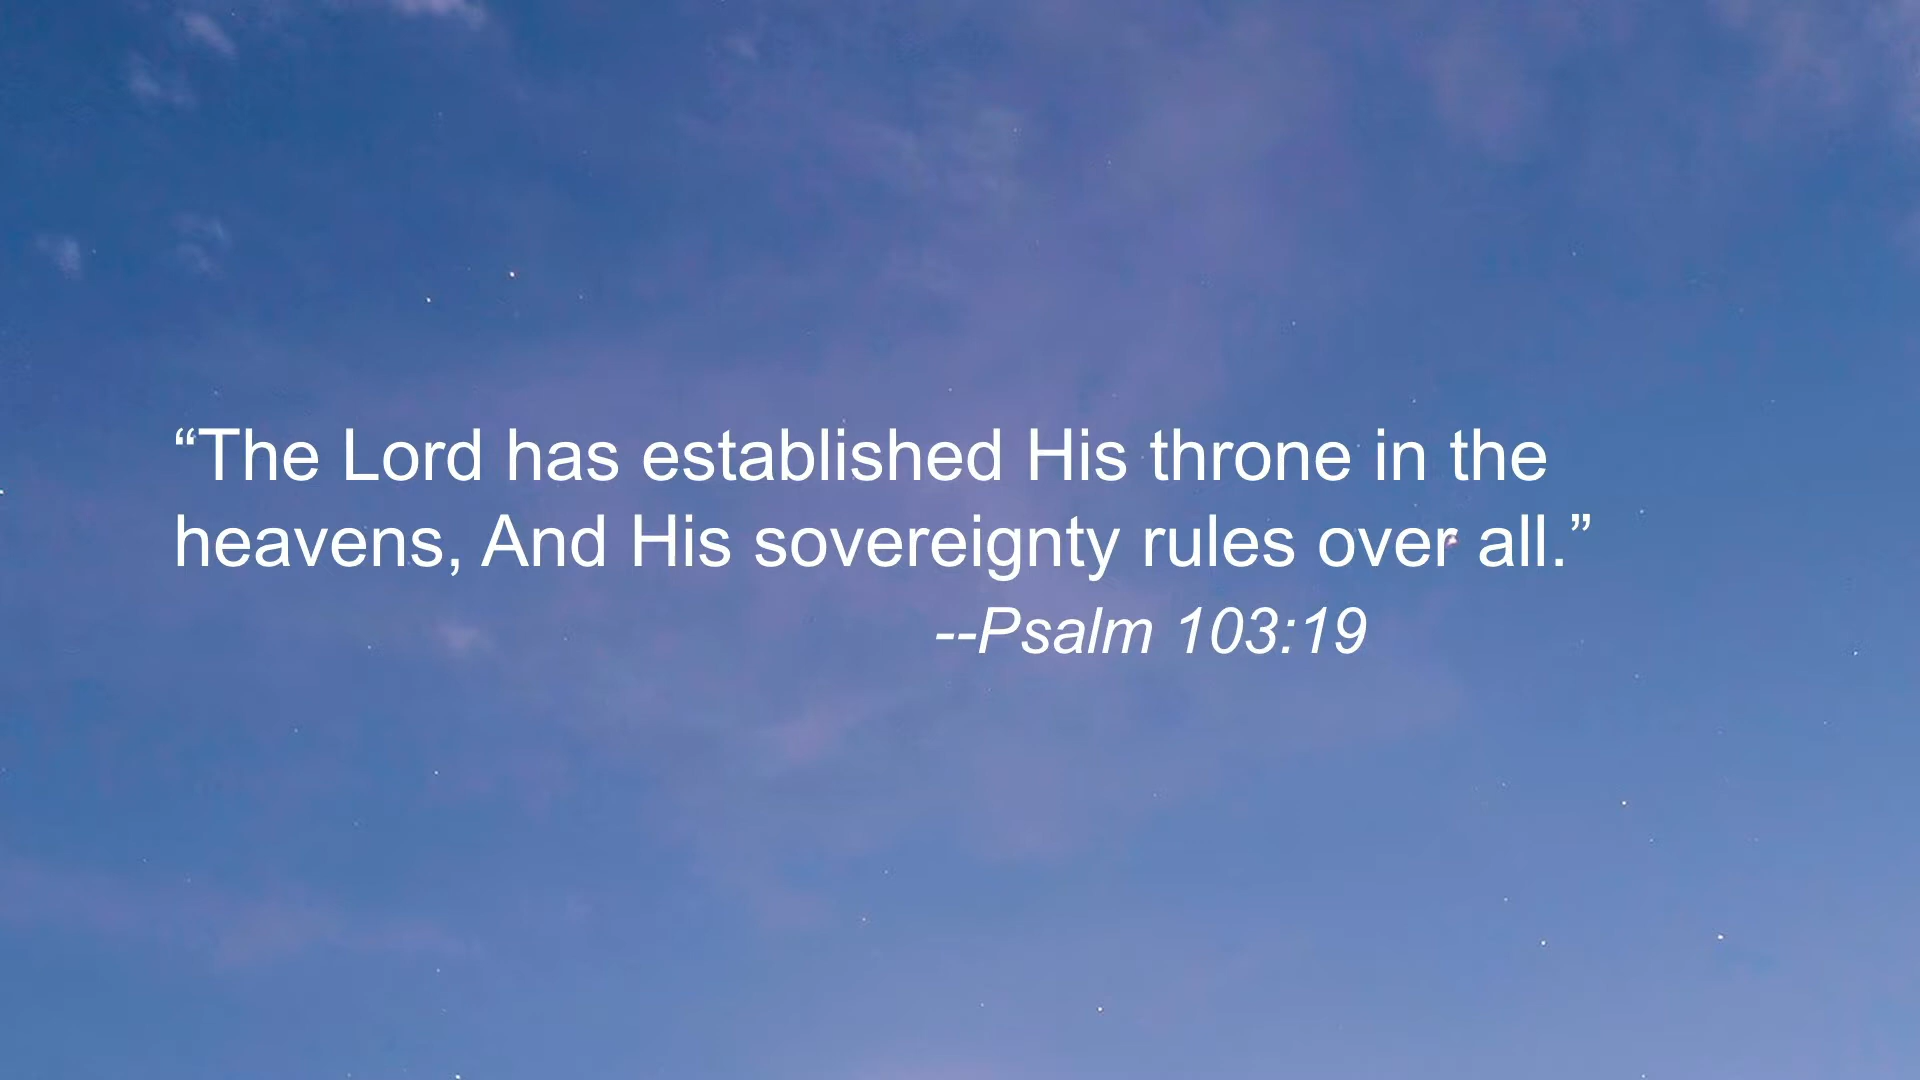 “The Lord has established His throne in the
heavens, And His sovereignty rules over all.”
--Psalm 103:19